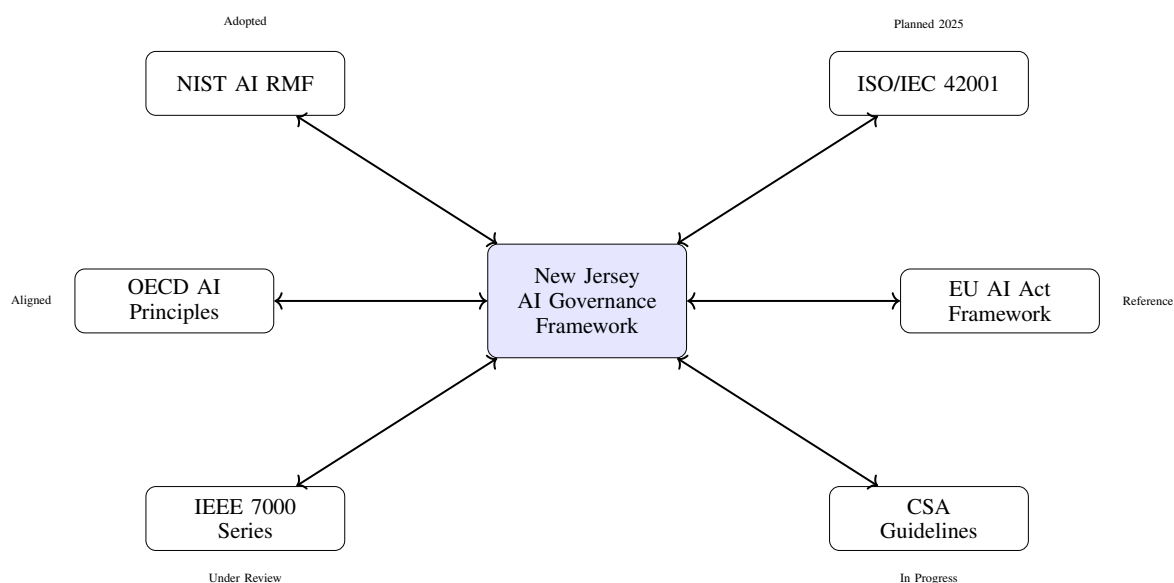 Adopted
Planned 2025
NIST AI RMF
ISO/IEC 42001
New Jersey
AI Governance
Framework
Aligned
OECD AI
Principles
EU AI Act
Framework
Reference
IEEE 7000
Series
CSA
Guidelines
Under Review
In Progress